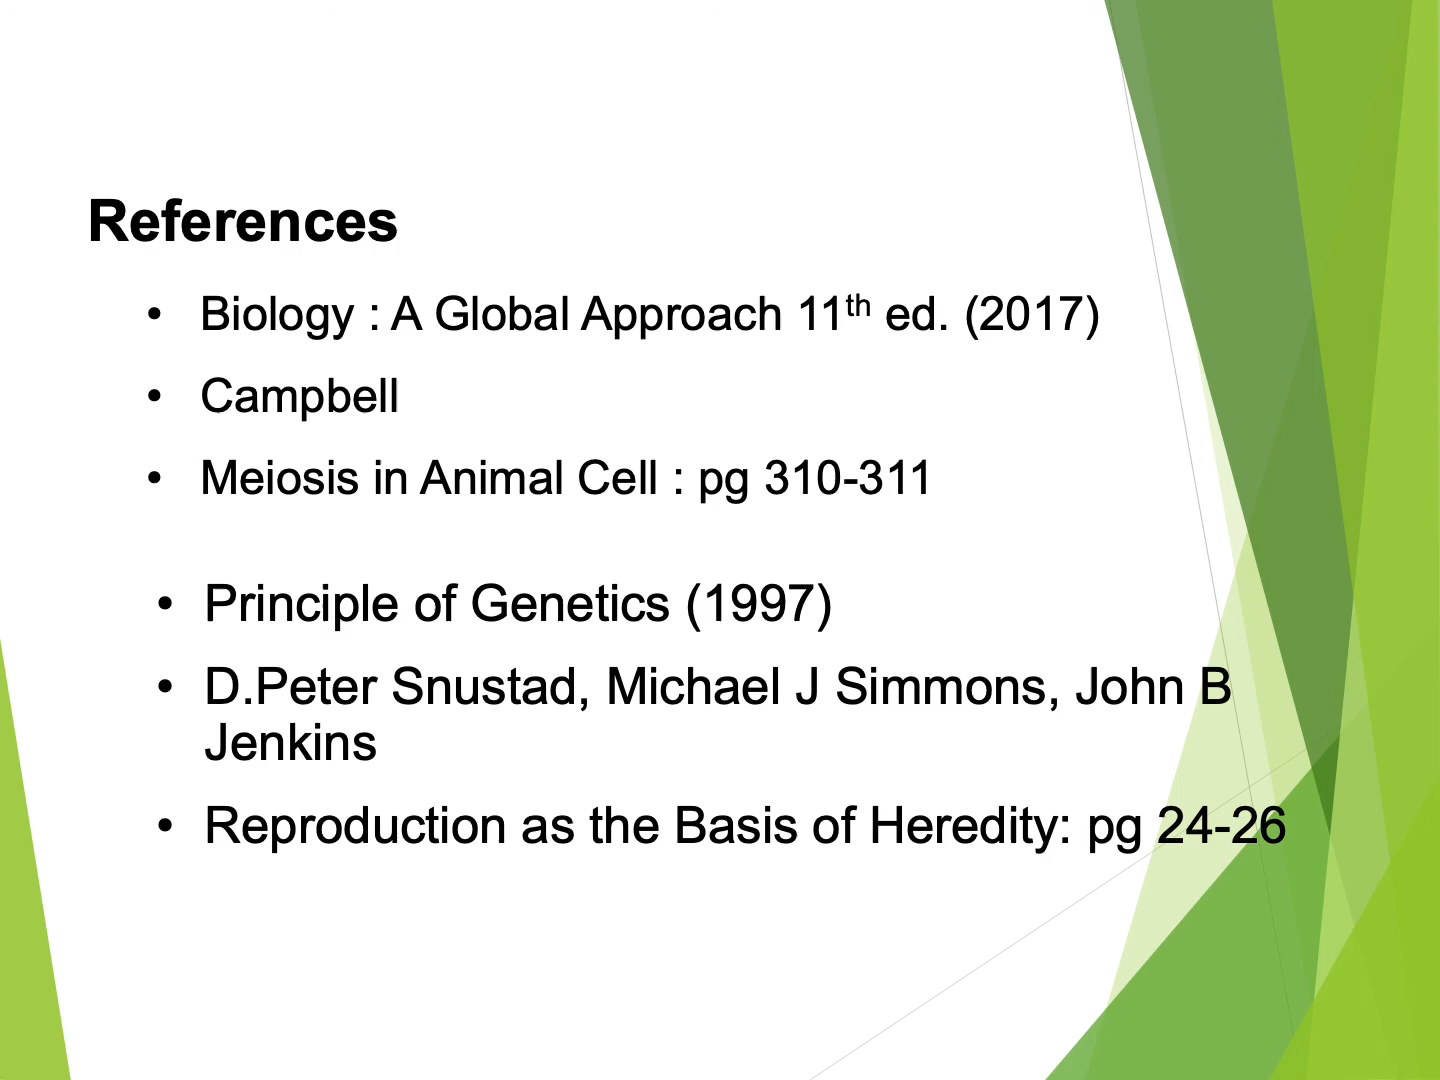 References
• Biology : A Global Approach 11th ed. (2017)
• Campbell
• Meiosis in Animal Cell : pg 310-311
• Principle of Genetics (1997)
• D.Peter Snustad, Michael J Simmons, John B
Jenkins
• Reproduction as the Basis of Heredity: pg 24-26